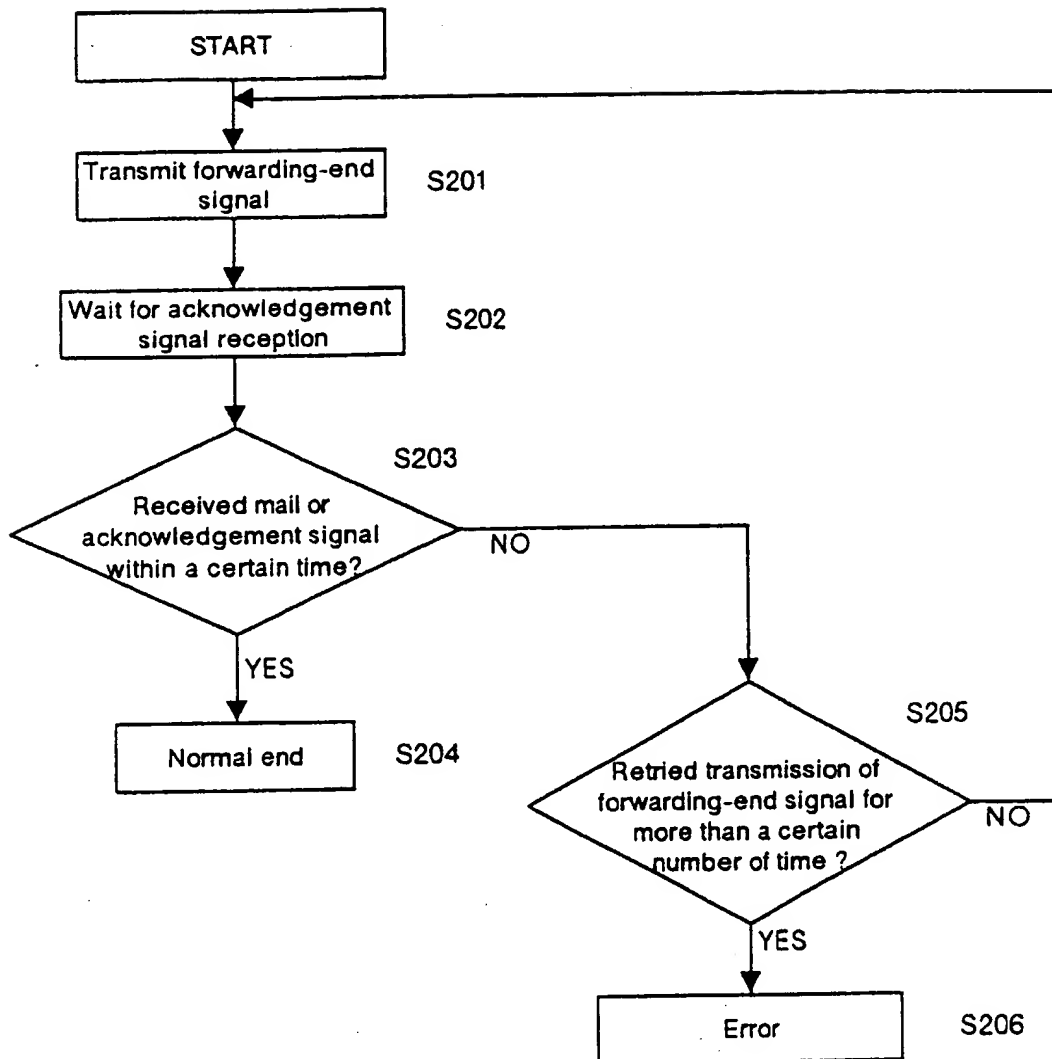 START
Transmit forwarding-end
signal
S201
Wait for acknowledgement
signal reception
S202
S203
Received mail or
acknowledgement signal
within a certain time?
NO
YES
Normal end
S204
S205
Retried transmission of
forwarding-end signal for
more than a certain
number of time ?
NO
YES
Error
S206